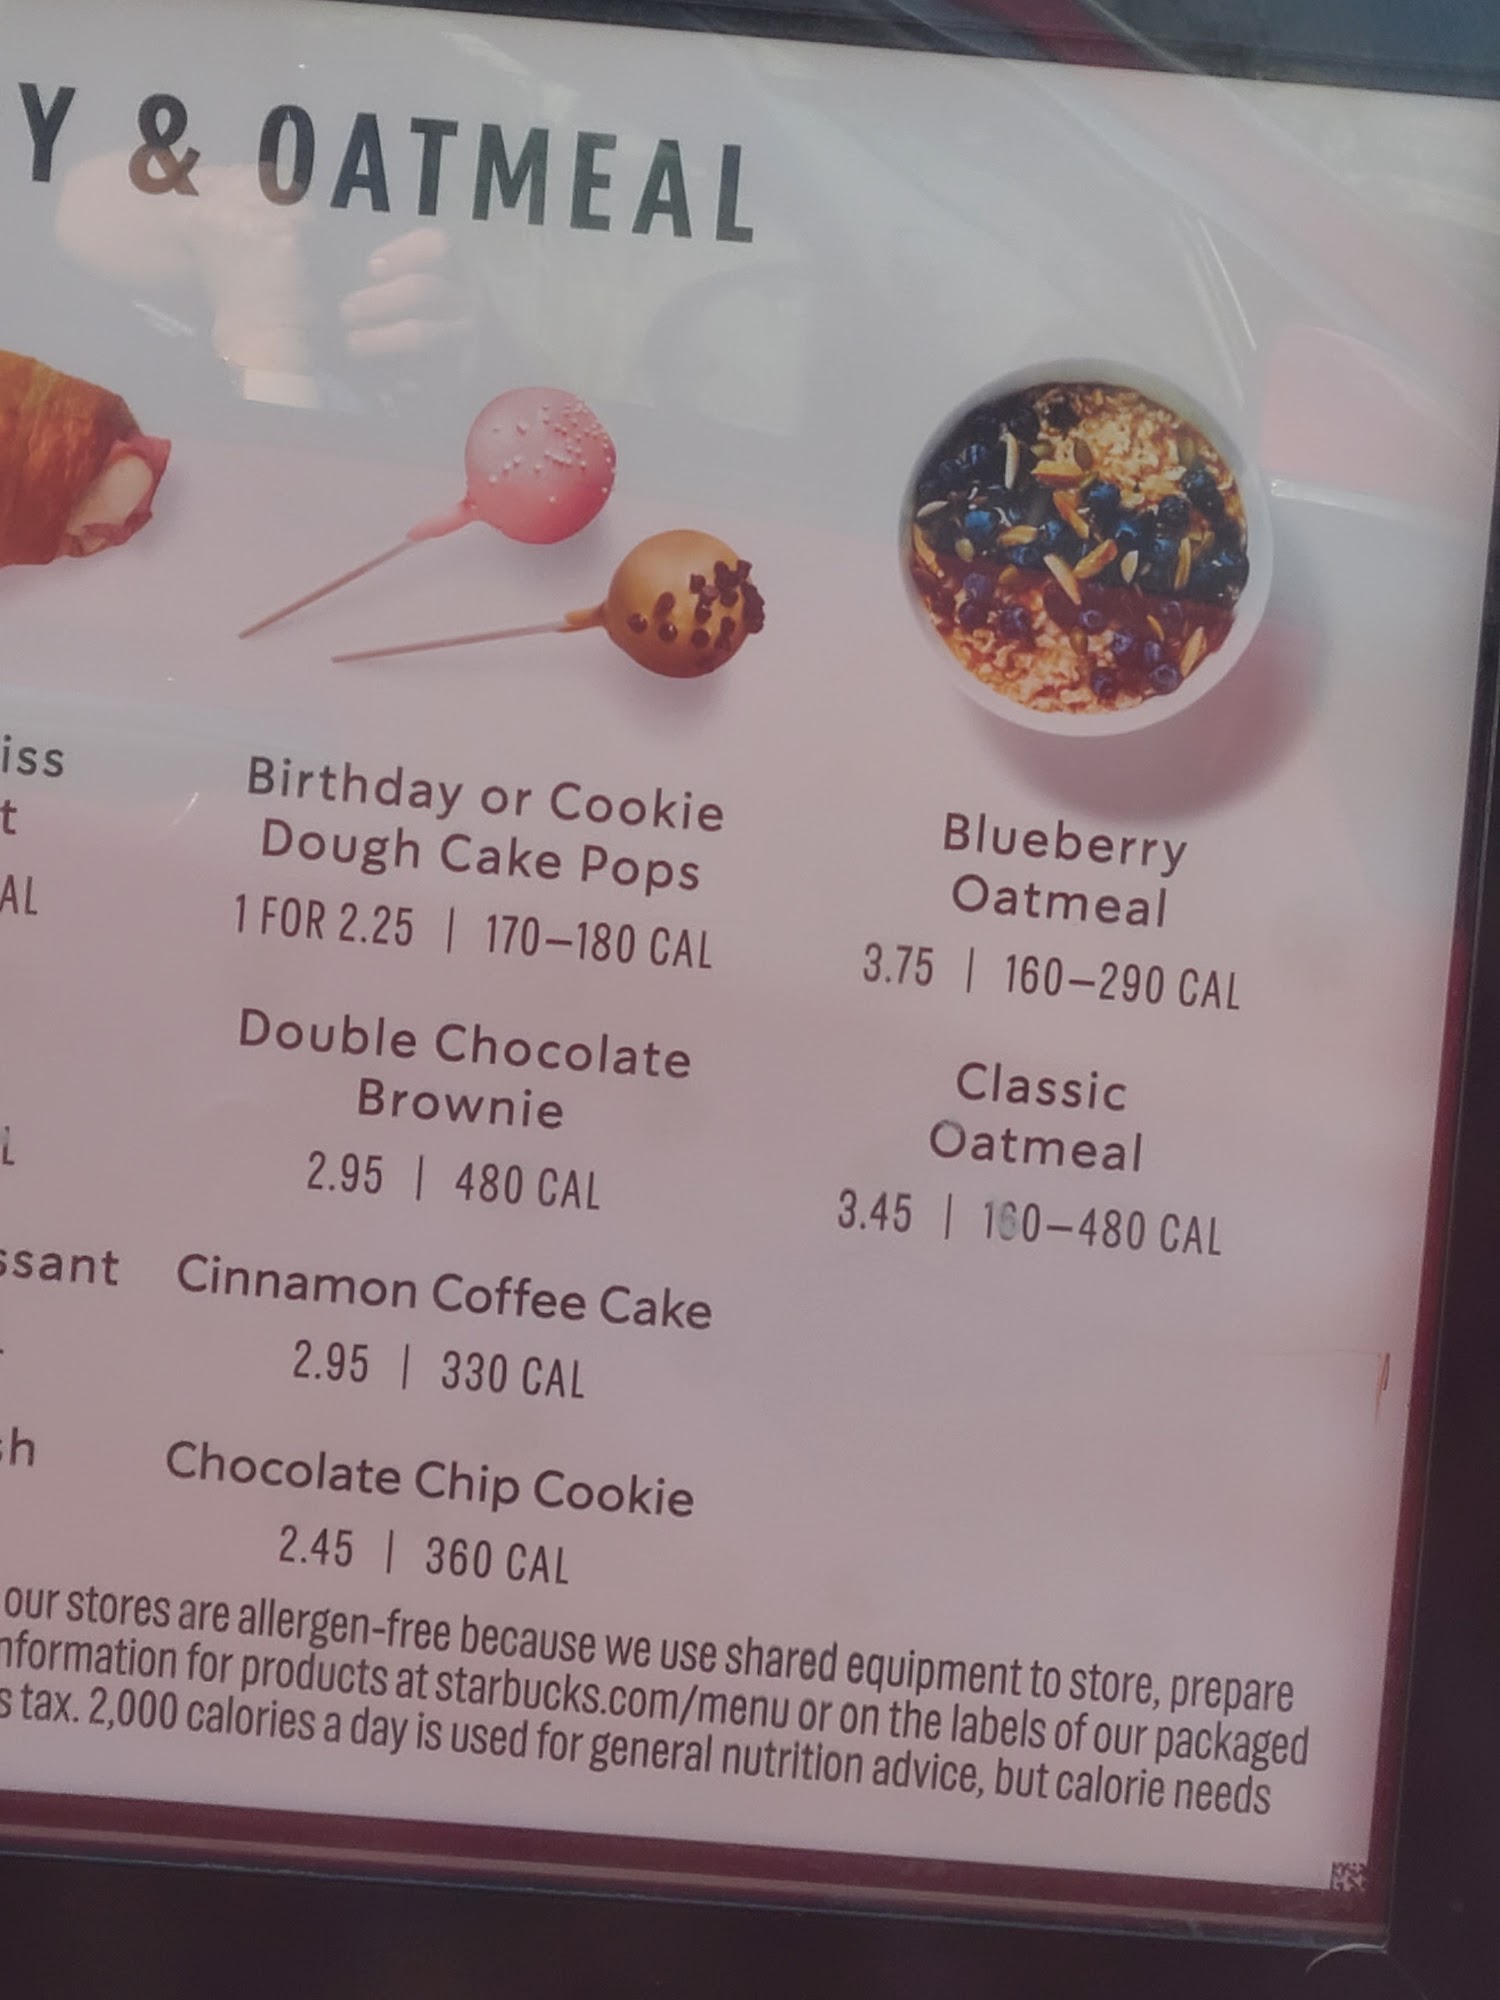 Y & OATMEAL
iss
t
AL
L
ssant
sh
Birthday or Cookie
Dough Cake Pops
1 FOR 2.25 | 170–180 CAL
Double Chocolate
Brownie
2.95 | 480 CAL
Cinnamon Coffee Cake
2.95 | 330 CAL
Chocolate Chip Cookie
2.45 | 360 CAL
Blueberry
Oatmeal
3.75 | 160–290 CAL
Classic
Oatmeal
3.45 | 160–480 CAL
our stores are allergen-free because we use shared equipment to store, prepare
nformation for products at starbucks.com/menu or on the labels of our packaged
s tax. 2,000 calories a day is used for general nutrition advice, but calorie needs